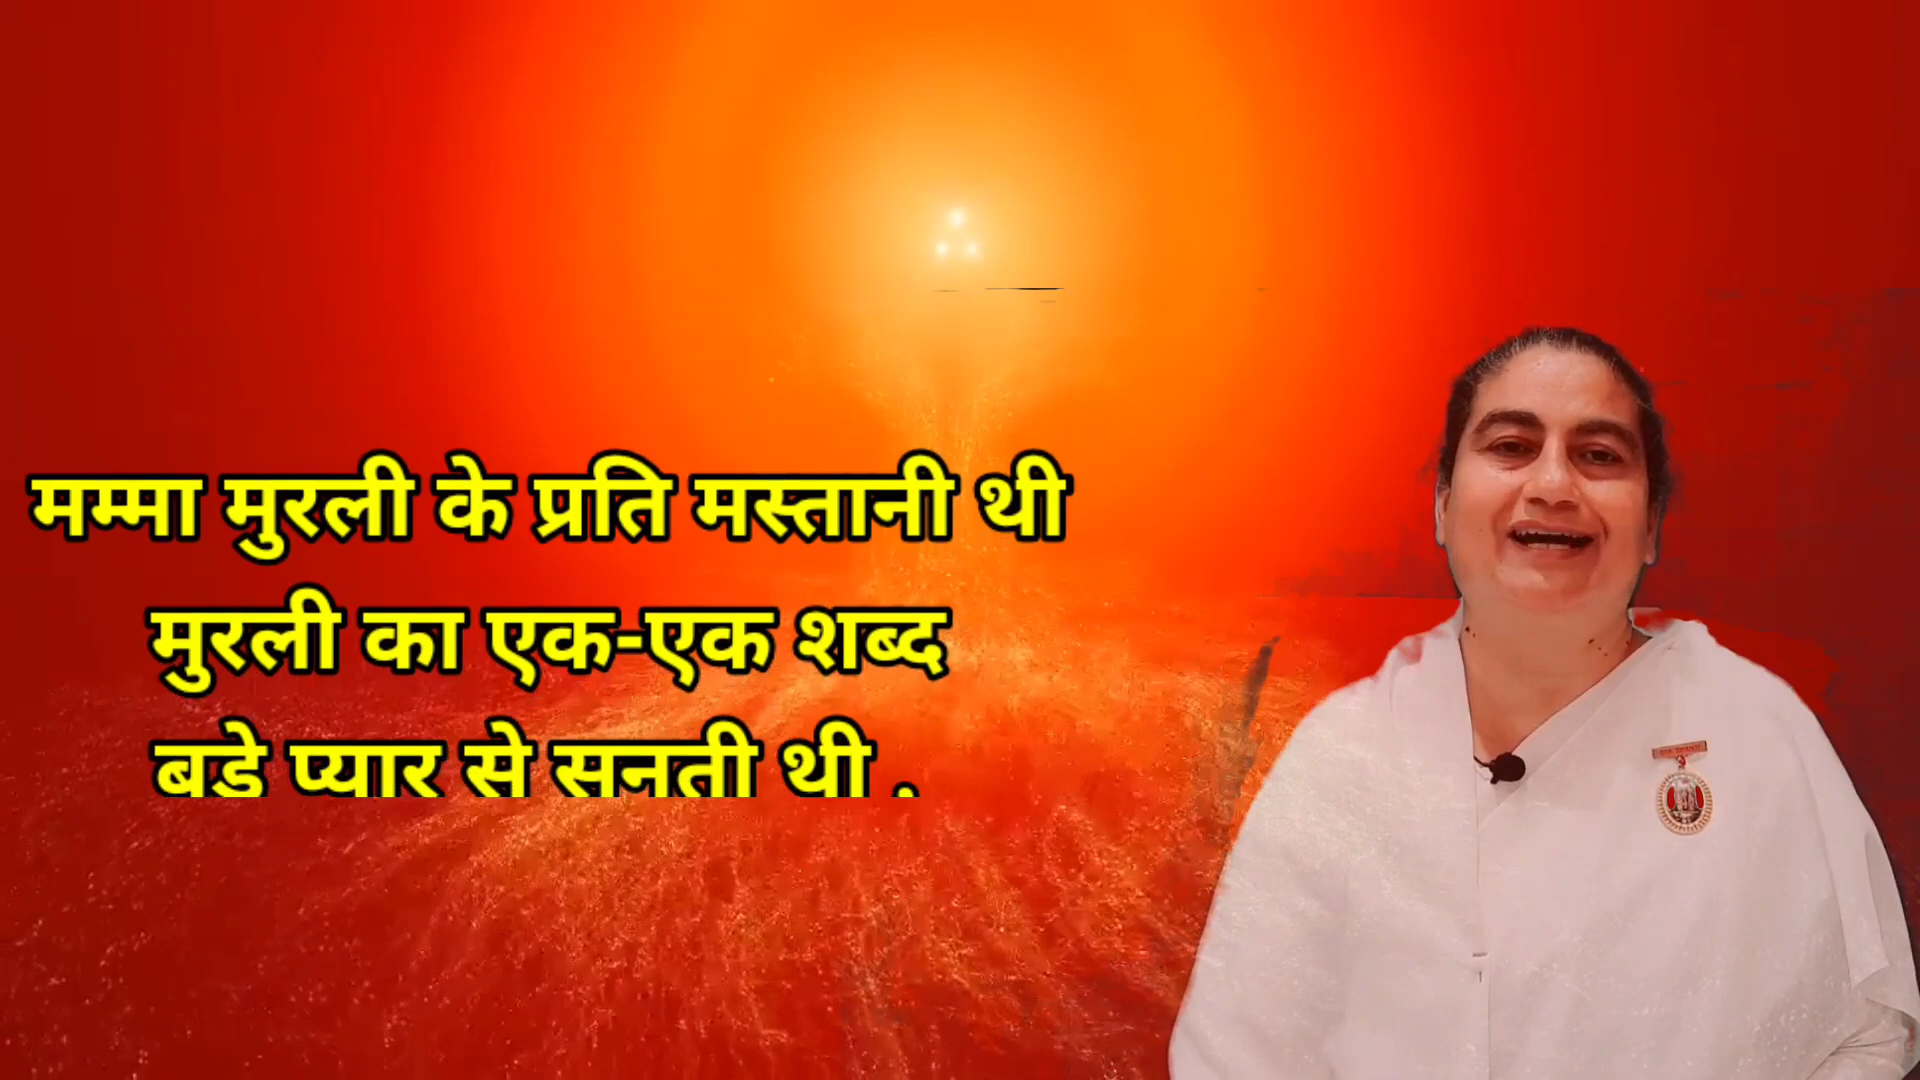 मम्मा मुरली के प्रति मस्तानी थी
मुरली का एक-एक शब्द
बड़े प्यार से सुनती थी .